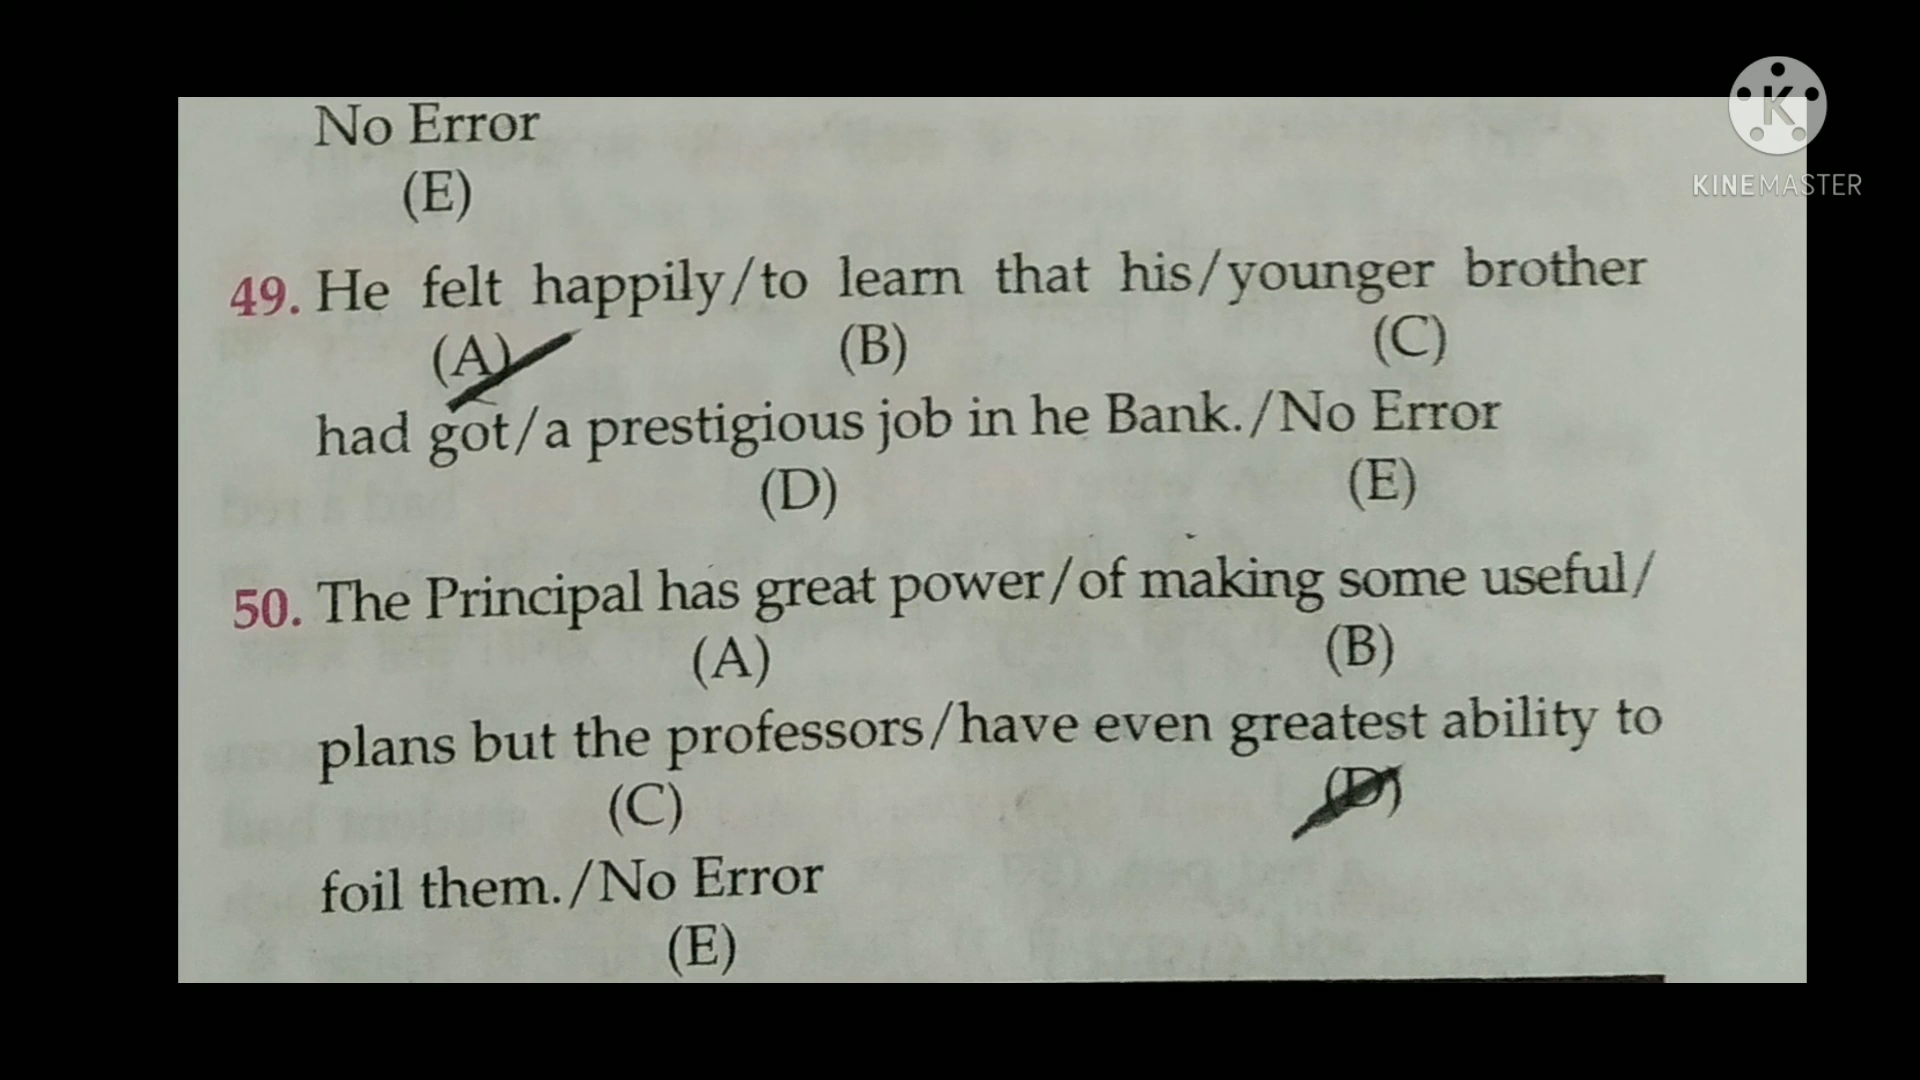 No Error
(E)
49. He felt happily/to learn that his/younger brother
(A) (B) (C)
had got/a prestigious job in he Bank./No Error
(D) (E)
50. The Principal has great power/of making some useful/
(A) (B)
plans but the professors/have even greatest ability to
(C) (D)
foil them./No Error
(E)
K
KINEMASTER